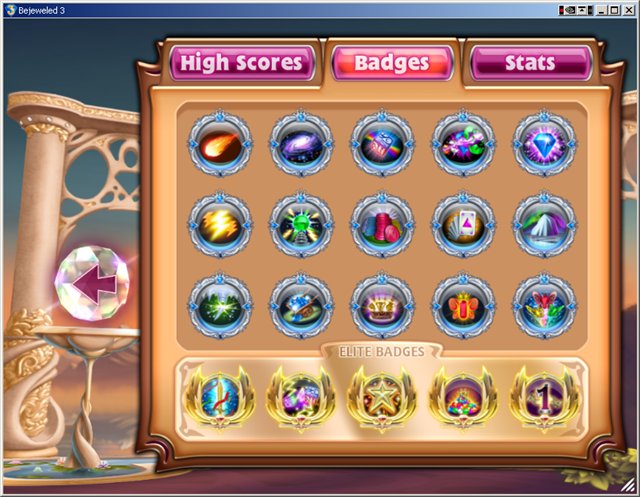 Bejeweled 3
High Scores
Badges
Stats
ELITE BADGES
1